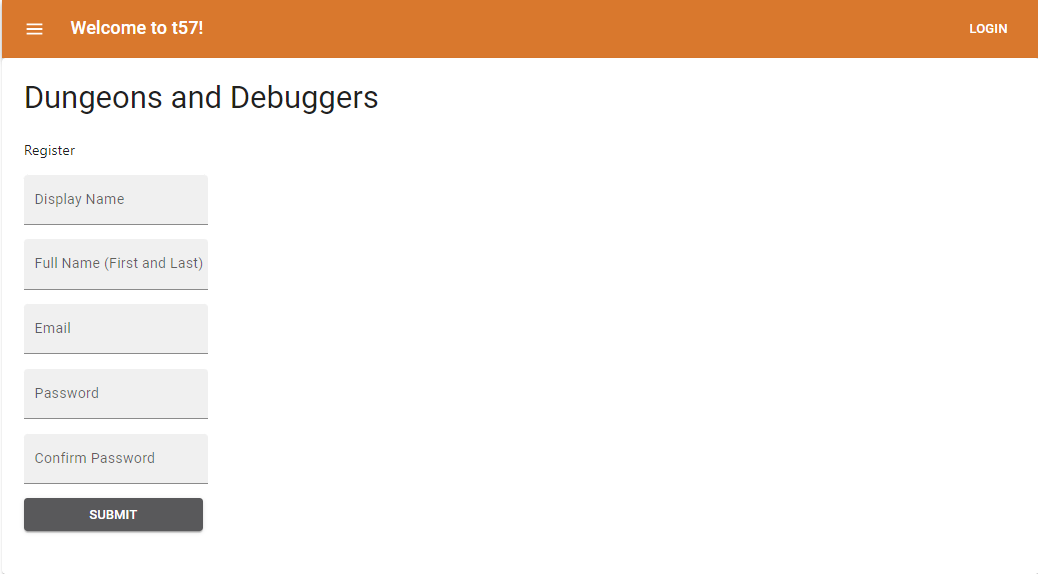 Welcome to t57!
LOGIN
Dungeons and Debuggers
Register
Display Name
Full Name (First and Last)
Email
Password
Confirm Password
SUBMIT